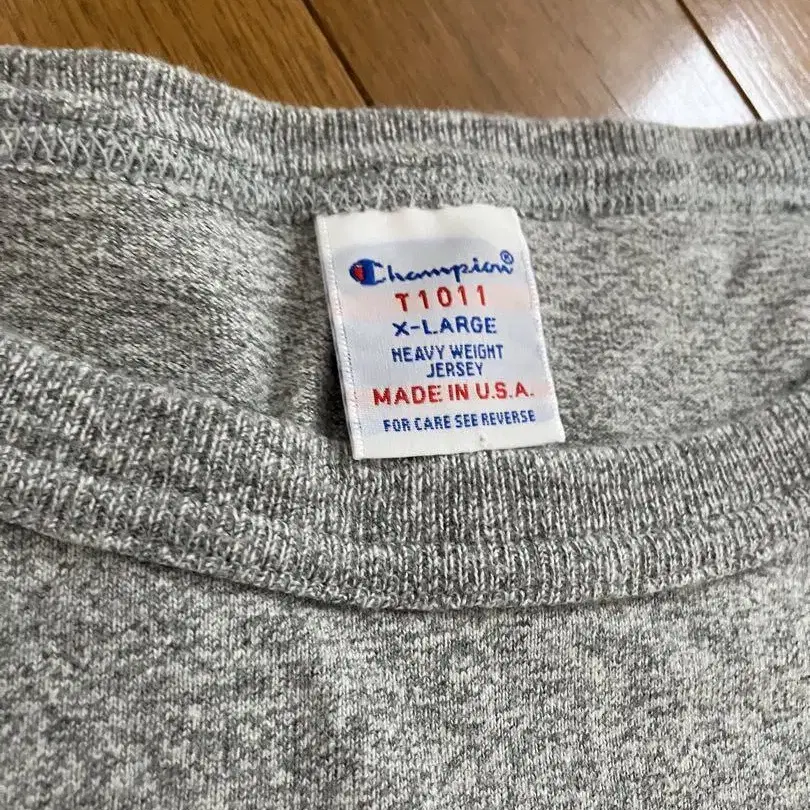 Champion®
T1011
X-LARGE
HEAVY WEIGHT
JERSEY
MADE IN U.S.A.
FOR CARE SEE REVERSE